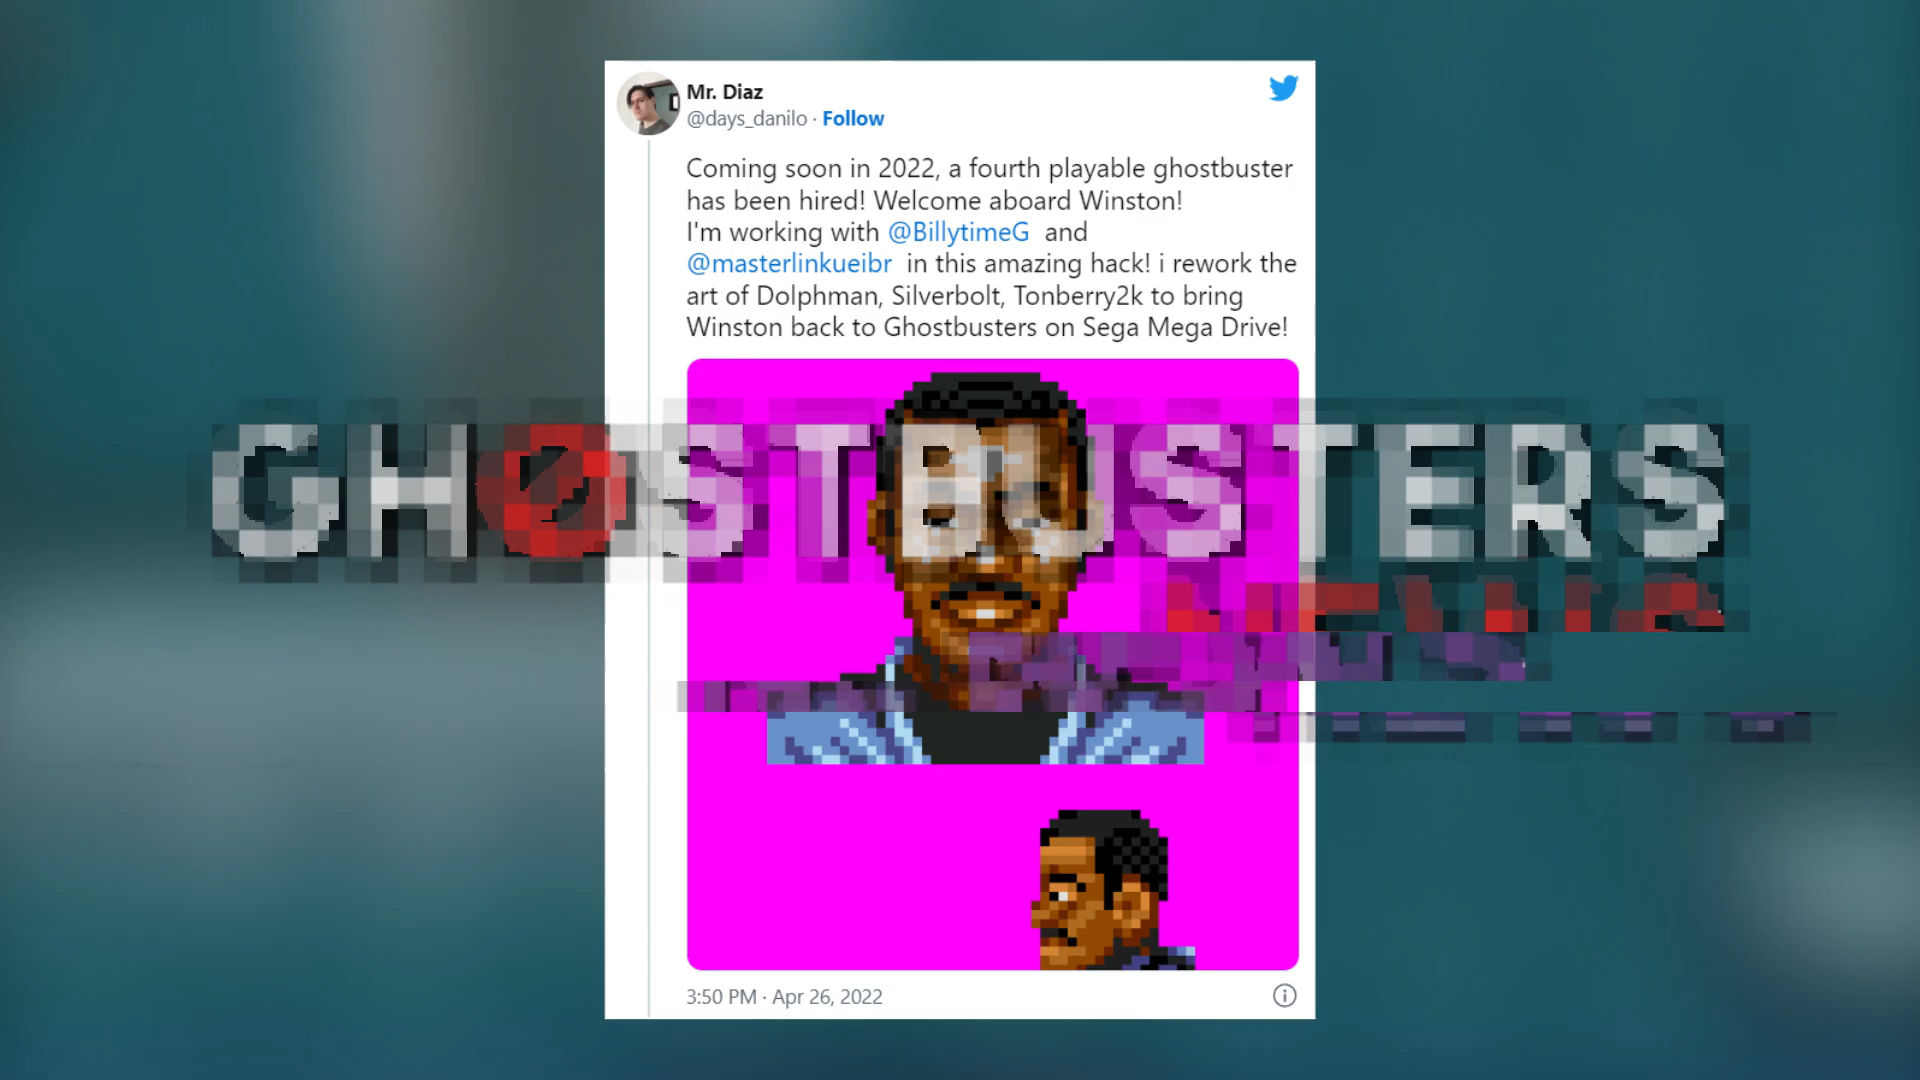 Mr. Diaz
@days_danilo · Follow
Coming soon in 2022, a fourth playable ghostbuster
has been hired! Welcome aboard Winston!
I'm working with @BillytimeG and
@masterlinkueibr in this amazing hack! i rework the
art of Dolphman, Silverbolt, Tonberry2k to bring
Winston back to Ghostbusters on Sega Mega Drive!
GHOSTBUSTERS
3:50 PM · Apr 26, 2022